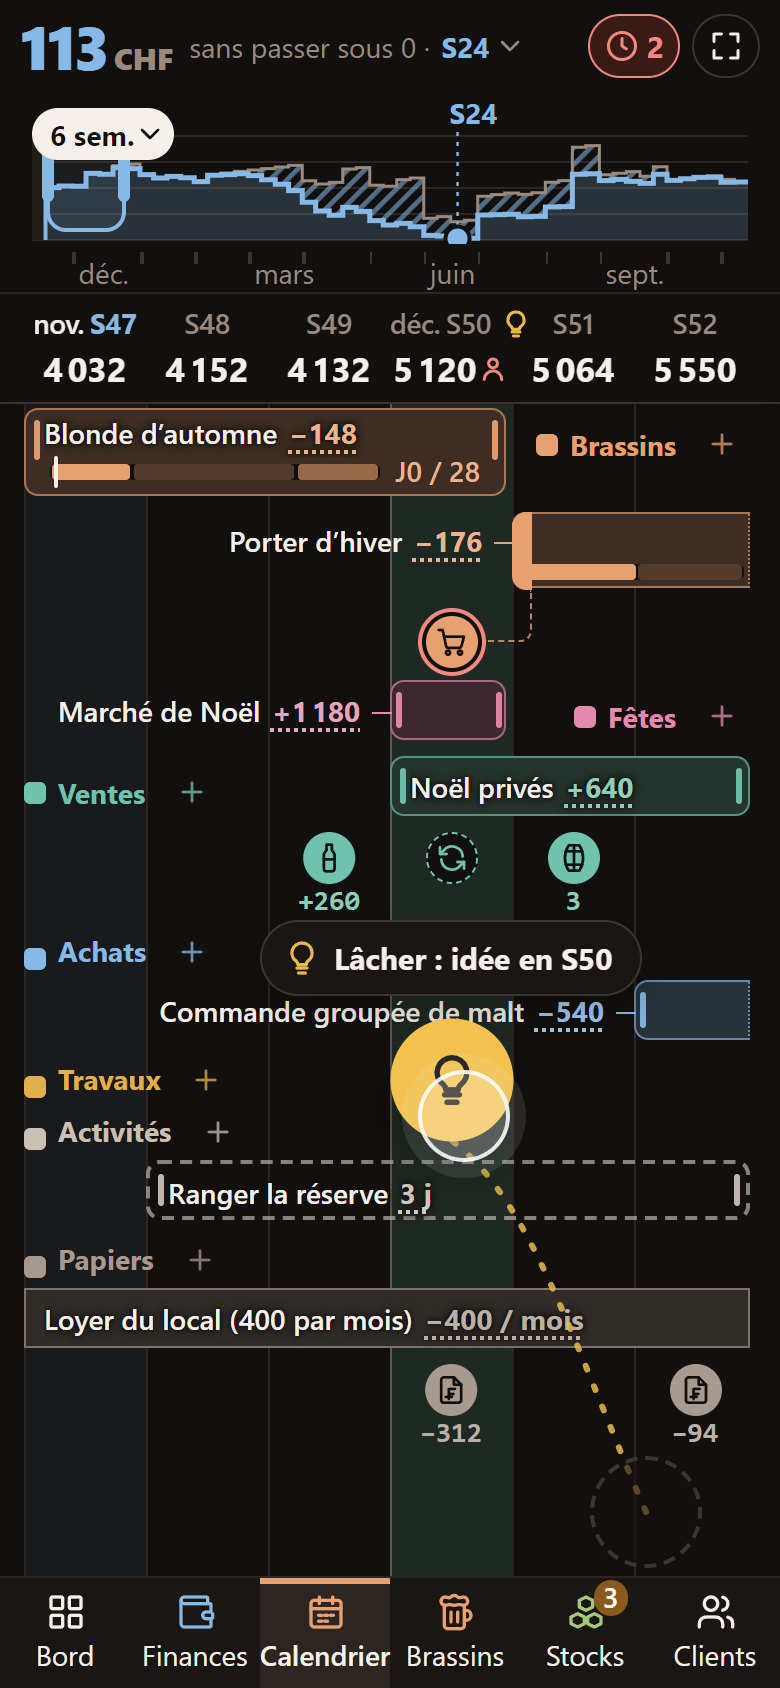 113 CHF sans passer sous 0 · S24
2
S24
6 sem.
déc. mars juin sept.
nov. S47 S48 S49 déc. S50 S51 S52
4 032 4 152 4 132 5 120 5 064 5 550
Blonde d’automne −148
J0 / 28
Brassins +
Porter d’hiver −176
Marché de Noël +1 180
Fêtes +
Ventes +
Noël privés +640
+260 3
Achats +
Lâcher : idée en S50
Commande groupée de malt −540
Travaux +
Activités +
Ranger la réserve 3 j
Papiers +
Loyer du local (400 par mois) −400 / mois
−312 −94
3
Bord Finances Calendrier Brassins Stocks Clients